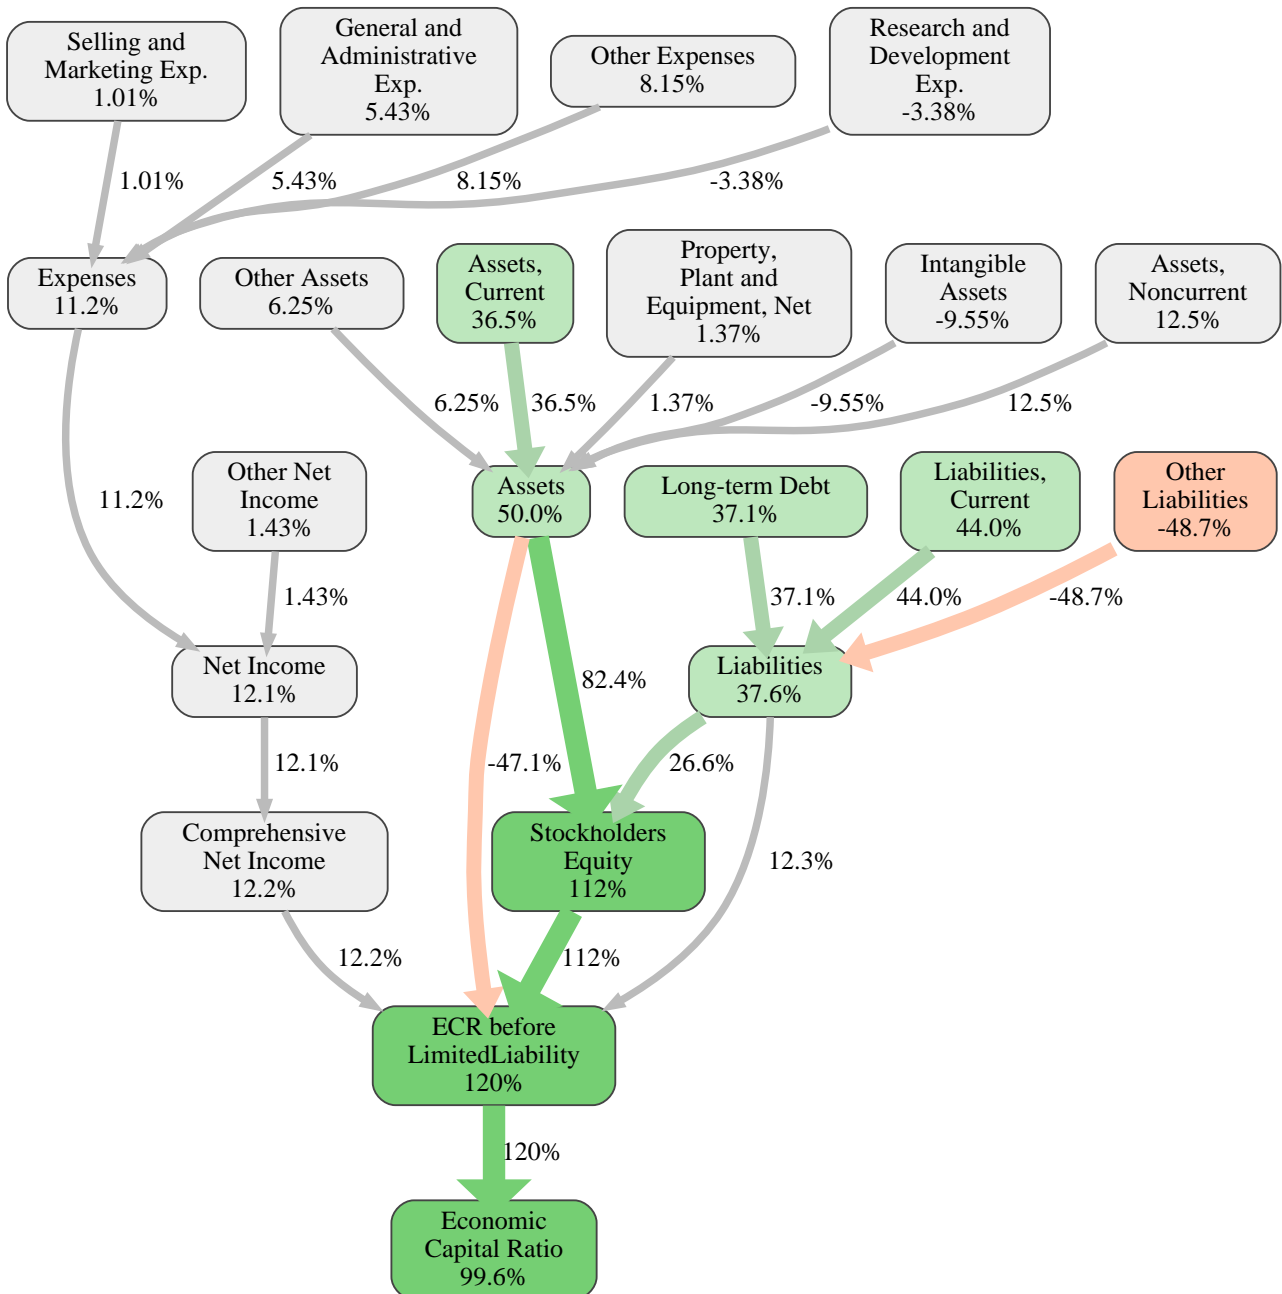 Selling and
Marketing Exp.
1.01%
General and
Administrative
Exp.
5.43%
Other Expenses
8.15%
Research and
Development
Exp.
-3.38%
1.01%
5.43%
8.15%
-3.38%
Expenses
11.2%
Other Assets
6.25%
Assets,
Current
36.5%
Property,
Plant and
Equipment, Net
1.37%
Intangible
Assets
-9.55%
Assets,
Noncurrent
12.5%
6.25%
36.5%
1.37%
-9.55%
12.5%
11.2%
Other Net
Income
1.43%
Assets
50.0%
Long-term Debt
37.1%
Liabilities,
Current
44.0%
Other
Liabilities
-48.7%
1.43%
37.1%
44.0%
-48.7%
Net Income
12.1%
82.4%
Liabilities
37.6%
12.1%
-47.1%
26.6%
Comprehensive
Net Income
12.2%
Stockholders
Equity
112%
12.3%
12.2%
112%
ECR before
LimitedLiability
120%
120%
Economic
Capital Ratio
99.6%